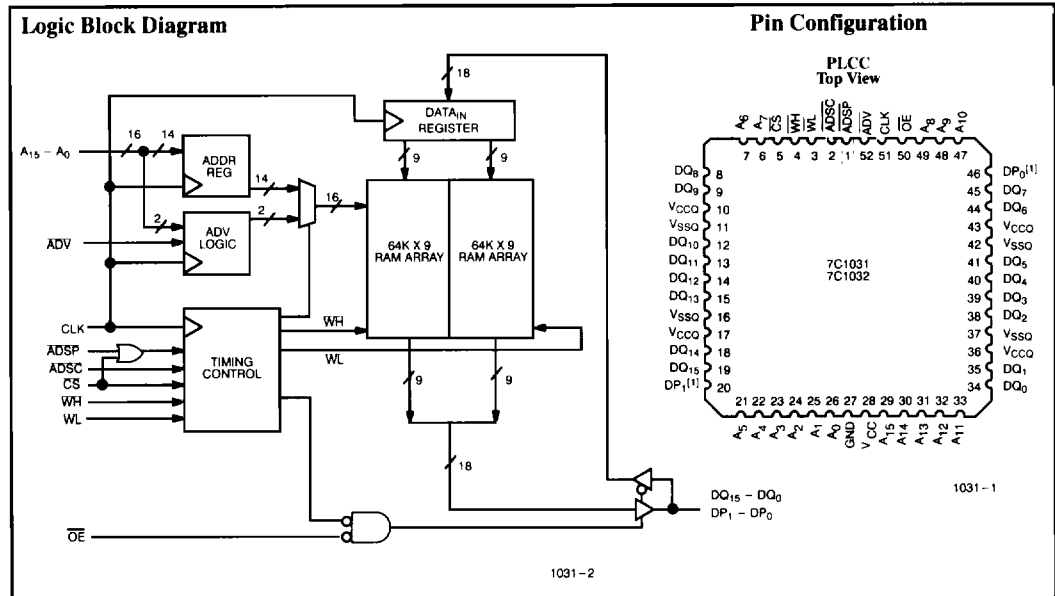 Logic Block Diagram
Pin Configuration
PLCC
Top View
18
DATAIN
REGISTER
16
14
A15 – A0
ADDR
REG
14
9
9
16
2
ADV
LOGIC
2
ADV
64K X 9
RAM ARRAY
64K X 9
RAM ARRAY
CLK
ADSP
ADSC
CS
WH
WL
TIMING
CONTROL
WH
WL
9
9
18
OE
DQ15 – DQ0
DP1 – DP0
1031–2
A6 A7 CS WH WL ADSC ADSP ADV CLK OE A8 A9 A10
7 6 5 4 3 2 1 52 51 50 49 48 47
DQ8 8
DQ9 9
VCCQ 10
VSSQ 11
DQ10 12
DQ11 13
DQ12 14
DQ13 15
VSSQ 16
VCCQ 17
DQ14 18
DQ15 19
DP1[1] 20
7C1031
7C1032
46 DP0[1]
45 DQ7
44 DQ6
43 VCCQ
42 VSSQ
41 DQ5
40 DQ4
39 DQ3
38 DQ2
37 VSSQ
36 VCCQ
35 DQ1
34 DQ0
21 22 23 24 25 26 27 28 29 30 31 32 33
A5 A4 A3 A2 A1 A0 GND VCC A15 A14 A13 A12 A11
1031–1